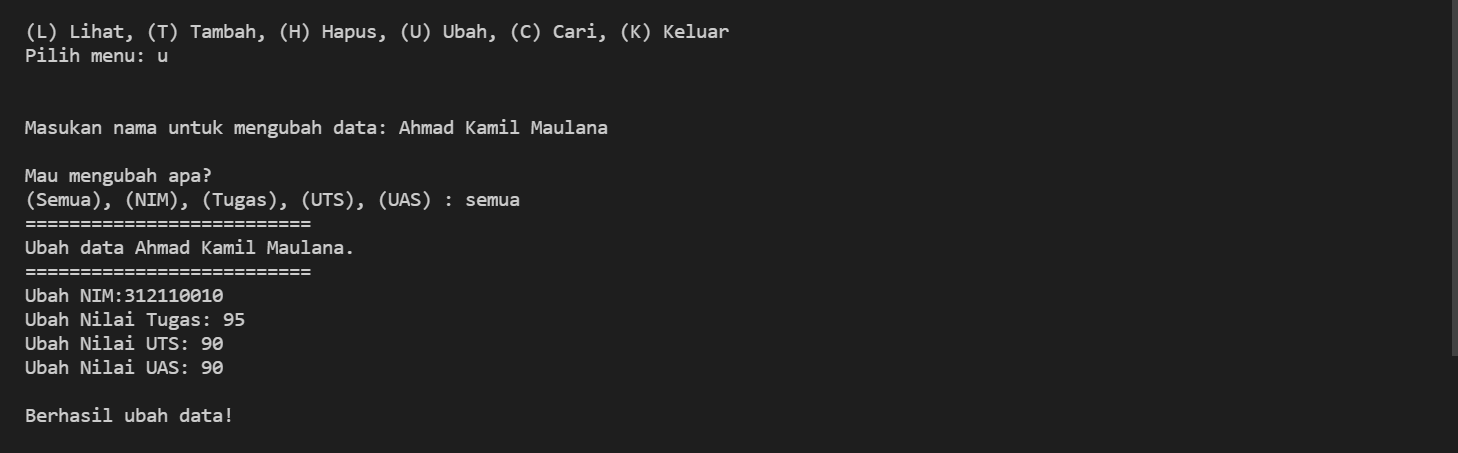 (L) Lihat, (T) Tambah, (H) Hapus, (U) Ubah, (C) Cari, (K) Keluar
Pilih menu: u
Masukan nama untuk mengubah data: Ahmad Kamil Maulana
Mau mengubah apa?
(Semua), (NIM), (Tugas), (UTS), (UAS) : semua
==========================
Ubah data Ahmad Kamil Maulana.
==========================
Ubah NIM:312110010
Ubah Nilai Tugas: 95
Ubah Nilai UTS: 90
Ubah Nilai UAS: 90
Berhasil ubah data!